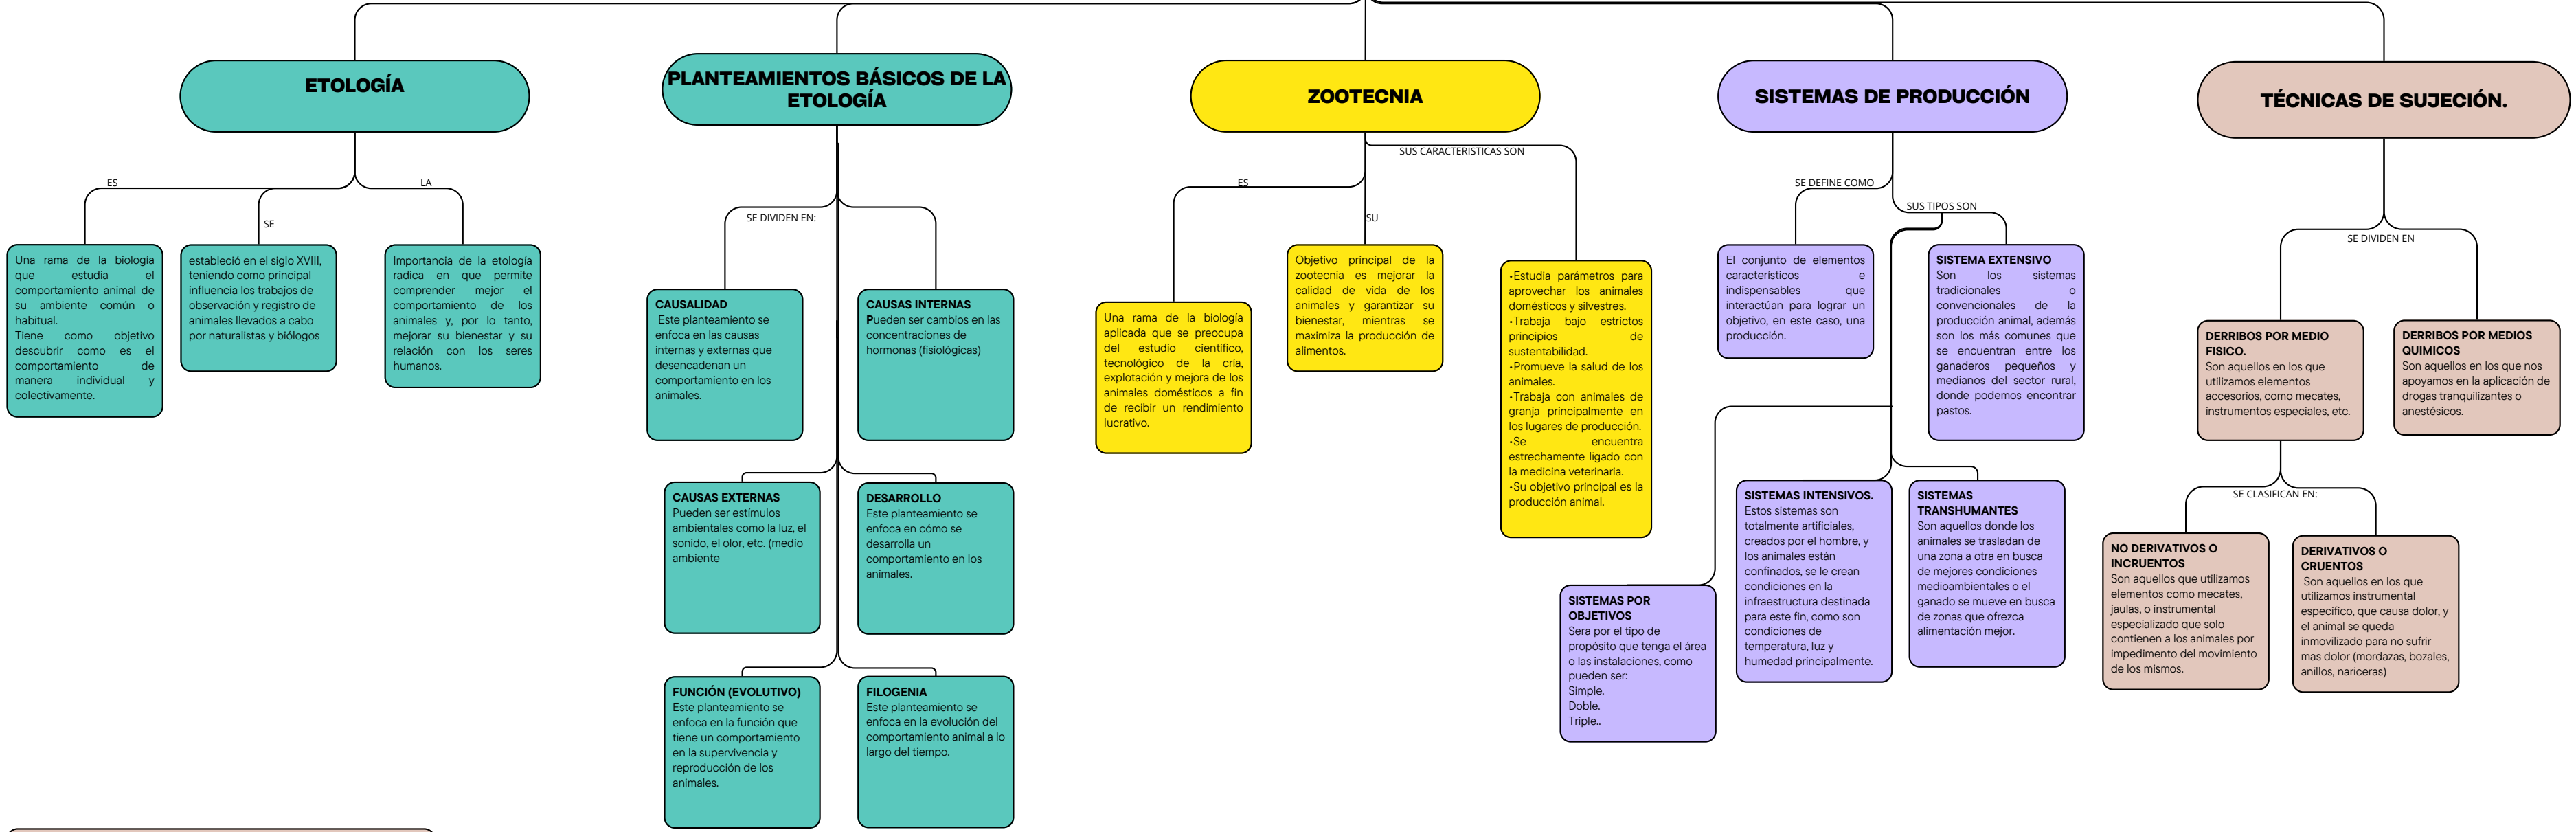 ETOLOGÍA
ES
SE
LA
Una rama de la biología
que estudia el
comportamiento animal de
su ambiente común o
habitual.
Tiene como objetivo
descubrir como es el
comportamiento de
manera individual y
colectivamente.
estableció en el siglo XVIII,
teniendo como principal
influencia los trabajos de
observación y registro de
animales llevados a cabo
por naturalistas y biólogos
Importancia de la etología
radica en que permite
comprender mejor el
comportamiento de los
animales y, por lo tanto,
mejorar su bienestar y su
relación con los seres
humanos.
PLANTEAMIENTOS BÁSICOS DE LA
ETOLOGÍA
SE DIVIDEN EN:
CAUSALIDAD
Este planteamiento se
enfoca en las causas
internas y externas que
desencadenan un
comportamiento en los
animales.
CAUSAS INTERNAS
Pueden ser cambios en las
concentraciones de
hormonas (fisiológicas)
CAUSAS EXTERNAS
Pueden ser estímulos
ambientales como la luz, el
sonido, el olor, etc. (medio
ambiente
DESARROLLO
Este planteamiento se
enfoca en cómo se
desarrolla un
comportamiento en los
animales.
FUNCIÓN (EVOLUTIVO)
Este planteamiento se
enfoca en la función que
tiene un comportamiento
en la supervivencia y
reproducción de los
animales.
FILOGENIA
Este planteamiento se
enfoca en la evolución del
comportamiento animal a lo
largo del tiempo.
ZOOTECNIA
ES
SU
SUS CARACTERISTICAS SON
Una rama de la biología
aplicada que se preocupa
del estudio científico,
tecnológico de la cría,
explotación y mejora de los
animales domésticos a fin
de recibir un rendimiento
lucrativo.
Objetivo principal de la
zootecnia es mejorar la
calidad de vida de los
animales y garantizar su
bienestar, mientras se
maximiza la producción de
alimentos.
•Estudia parámetros para
aprovechar los animales
domésticos y silvestres.
•Trabaja bajo estrictos
principios de
sustentabilidad.
•Promueve la salud de los
animales.
•Trabaja con animales de
granja principalmente en
los lugares de producción.
•Se encuentra
estrechamente ligado con
la medicina veterinaria.
•Su objetivo principal es la
producción animal.
SISTEMAS DE PRODUCCIÓN
SE DEFINE COMO
SUS TIPOS SON
El conjunto de elementos
característicos e
indispensables que
interactúan para lograr un
objetivo, en este caso, una
producción.
SISTEMA EXTENSIVO
Son los sistemas
tradicionales o
convencionales de la
producción animal, además
son los más comunes que
se encuentran entre los
ganaderos pequeños y
medianos del sector rural,
donde podemos encontrar
pastos.
SISTEMAS POR
OBJETIVOS
Sera por el tipo de
propósito que tenga el área
o las instalaciones, como
pueden ser:
Simple.
Doble.
Triple..
SISTEMAS INTENSIVOS.
Estos sistemas son
totalmente artificiales,
creados por el hombre, y
los animales están
confinados, se le crean
condiciones en la
infraestructura destinada
para este fin, como son
condiciones de
temperatura, luz y
humedad principalmente.
SISTEMAS
TRANSHUMANTES
Son aquellos donde los
animales se trasladan de
una zona a otra en busca
de mejores condiciones
medioambientales o el
ganado se mueve en busca
de zonas que ofrezca
alimentación mejor.
TÉCNICAS DE SUJECIÓN.
SE DIVIDEN EN
DERRIBOS POR MEDIO
FISICO.
Son aquellos en los que
utilizamos elementos
accesorios, como mecates,
instrumentos especiales, etc.
DERRIBOS POR MEDIOS
QUIMICOS
Son aquellos en los que nos
apoyamos en la aplicación de
drogas tranquilizantes o
anestésicos.
SE CLASIFICAN EN:
NO DERIVATIVOS O
INCRUENTOS
Son aquellos que utilizamos
elementos como mecates,
jaulas, o instrumental
especializado que solo
contienen a los animales por
impedimento del movimiento
de los mismos.
DERIVATIVOS O
CRUENTOS
Son aquellos en los que
utilizamos instrumental
especifico, que causa dolor, y
el animal se queda
inmovilizado para no sufrir
mas dolor (mordazas, bozales,
anillos, nariceras)